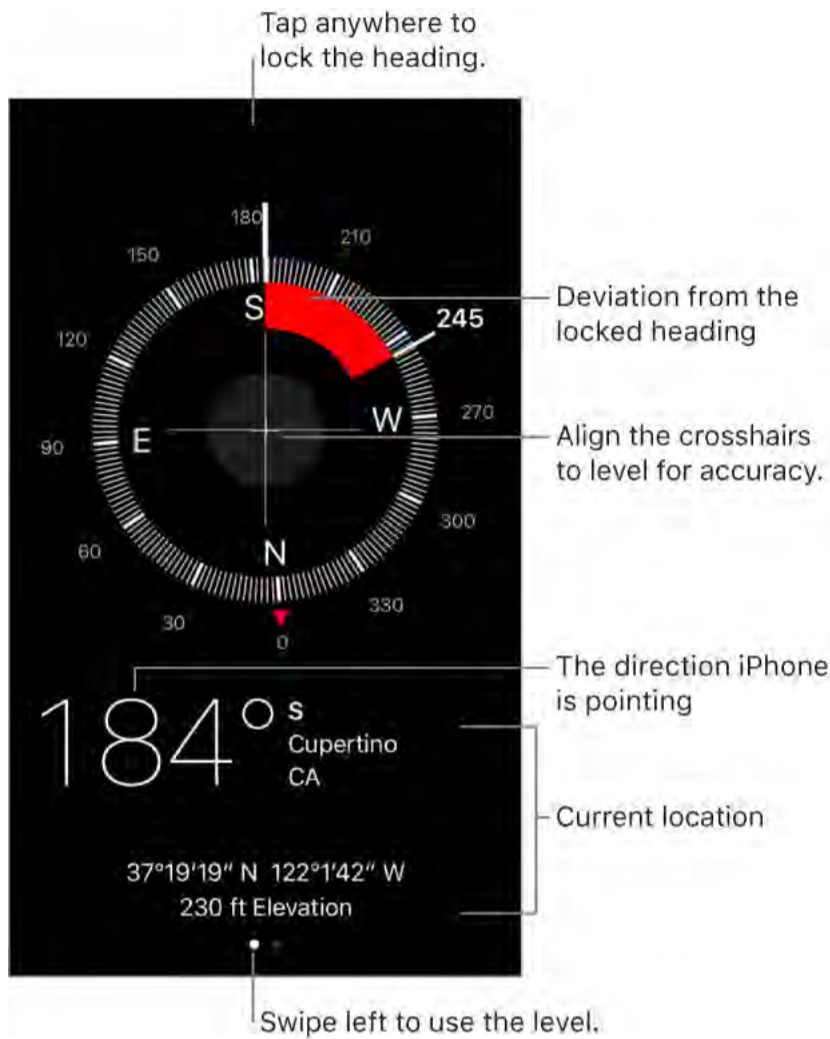 Tap anywhere to
lock the heading.
180
210
150
Deviation from the
locked heading
S
245
120
W
270
Align the crosshairs
to level for accuracy.
E
90
300
N
60
330
30
0
The direction iPhone
is pointing
184° S
Cupertino
CA
Current location
37°19'19" N 122°1'42" W
230 ft Elevation
Swipe left to use the level.